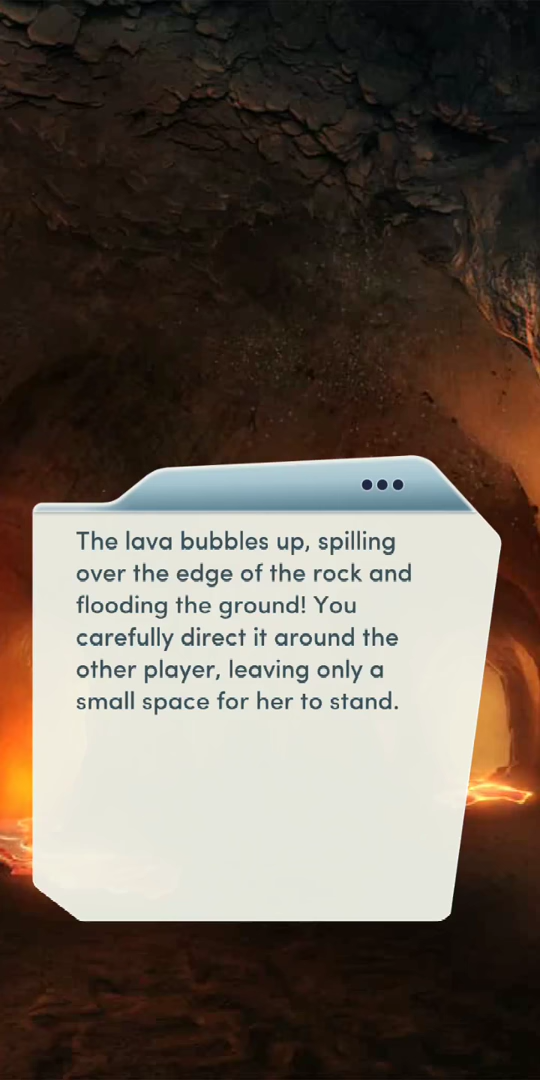 The lava bubbles up, spilling
over the edge of the rock and
flooding the ground! You
carefully direct it around the
other player, leaving only a
small space for her to stand.